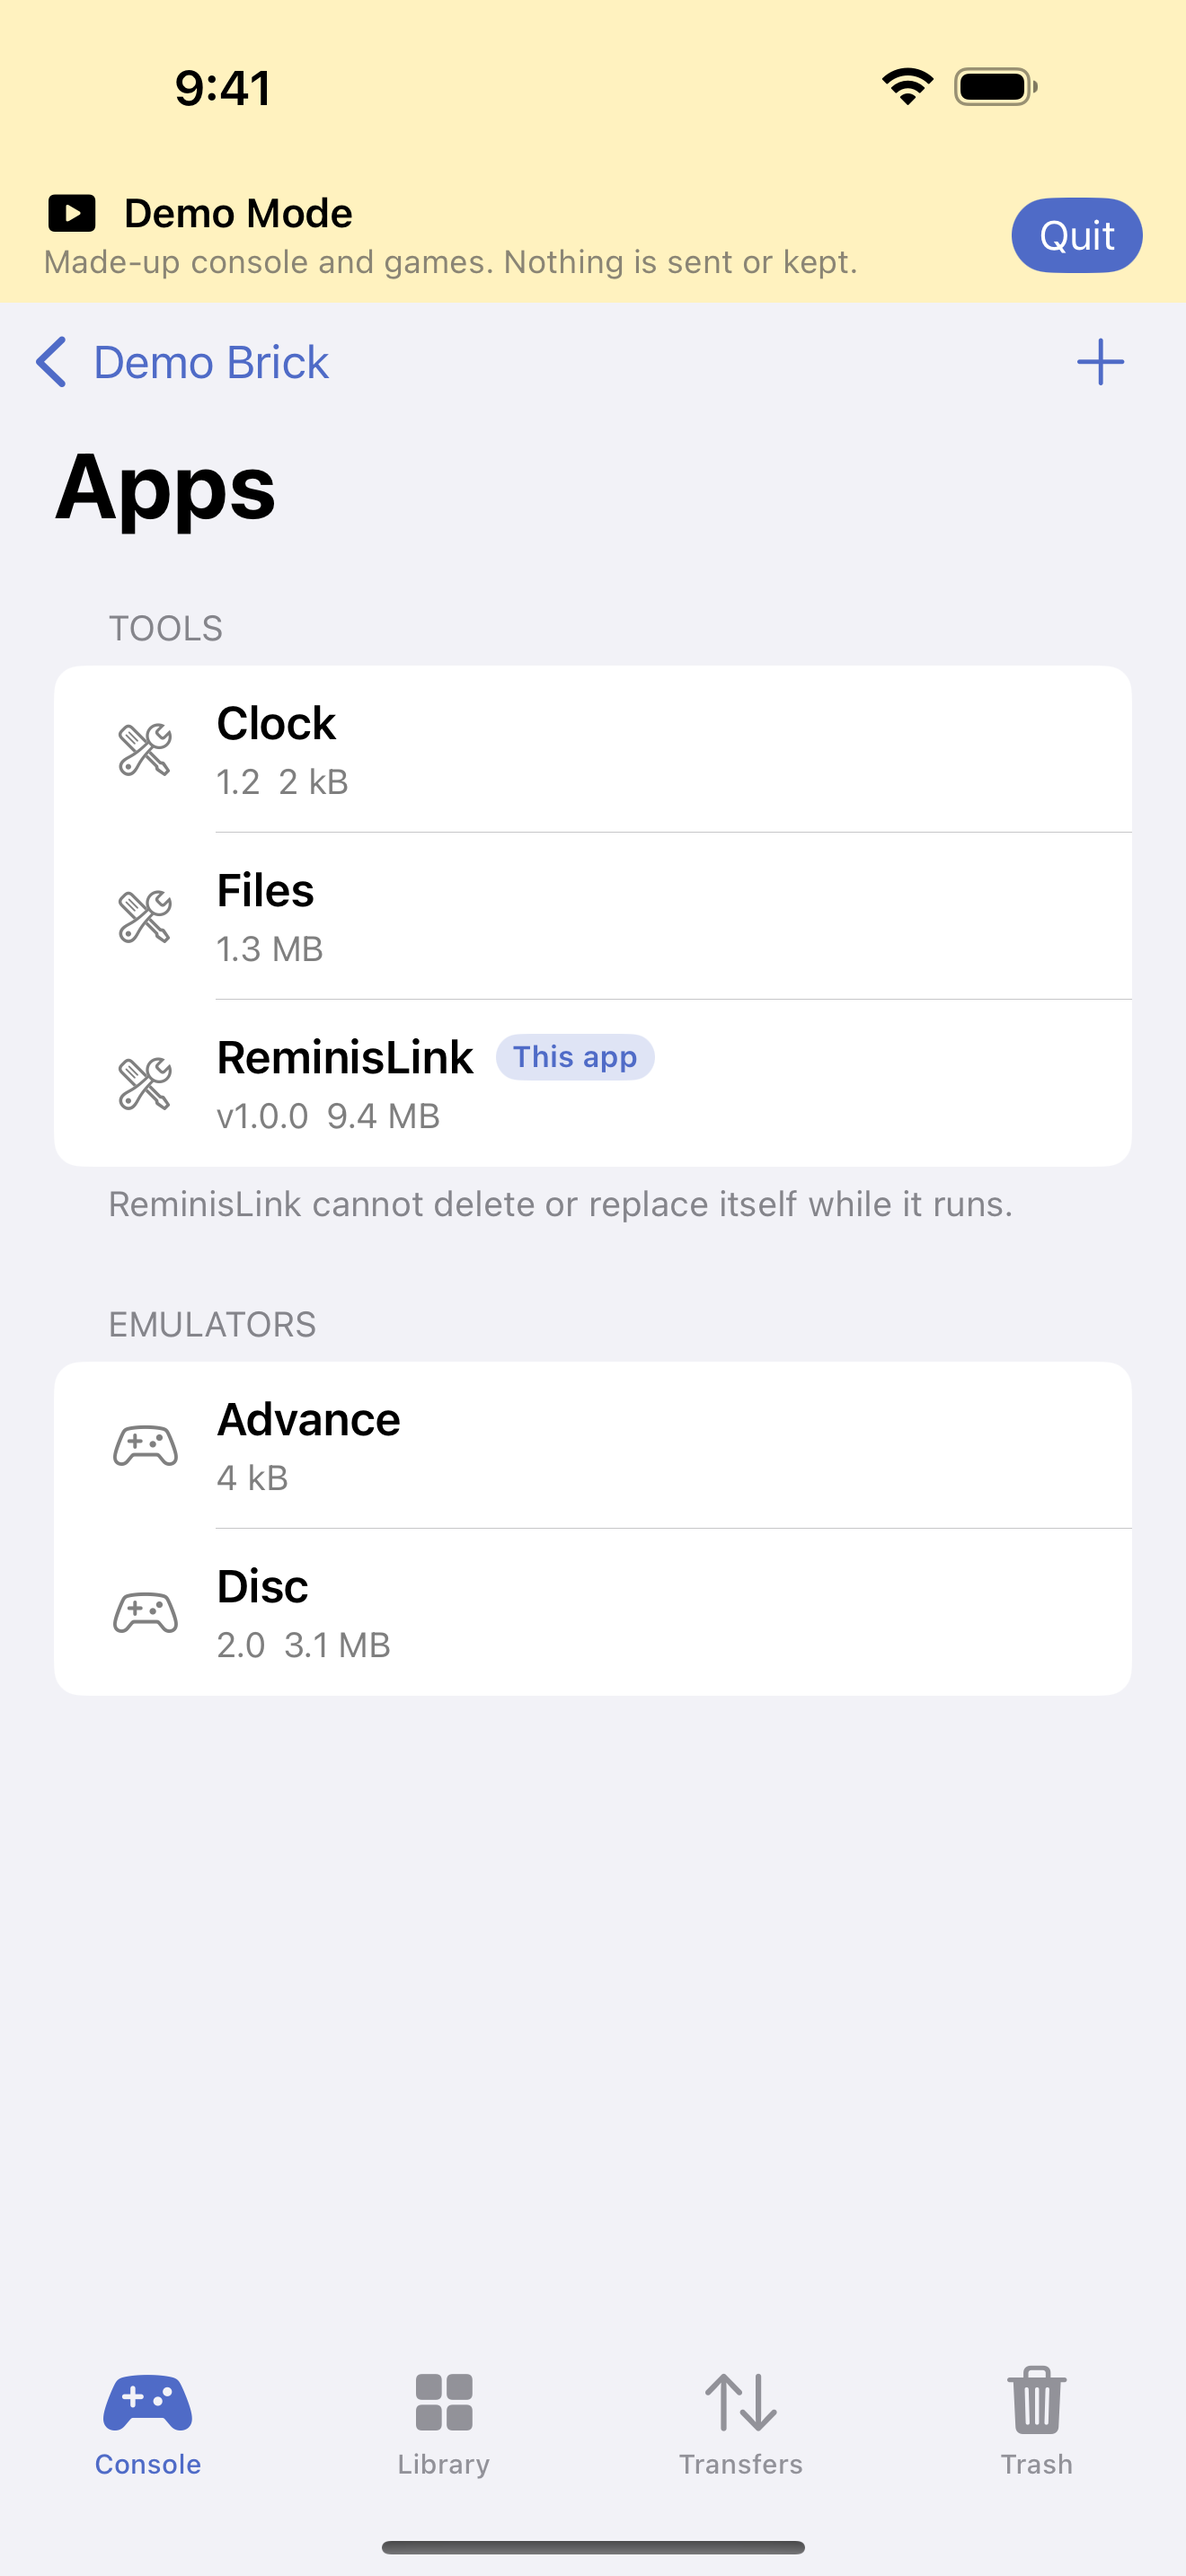 9:41
Demo Mode
Made-up console and games. Nothing is sent or kept.
Quit
Demo Brick
Apps
TOOLS
Clock
1.2 2 kB
Files
1.3 MB
ReminisLink This app
v1.0.0 9.4 MB
ReminisLink cannot delete or replace itself while it runs.
EMULATORS
Advance
4 kB
Disc
2.0 3.1 MB
Console Library Transfers Trash